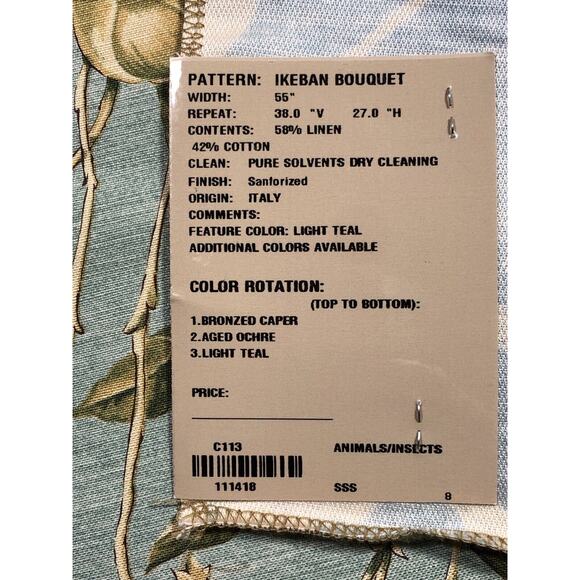 PATTERN: IKEBAN BOUQUET
WIDTH: 55"
REPEAT: 38.0 "V 27.0 "H
CONTENTS: 58% LINEN
42% COTTON
CLEAN: PURE SOLVENTS DRY CLEANING
FINISH: Sanforized
ORIGIN: ITALY
COMMENTS:
FEATURE COLOR: LIGHT TEAL
ADDITIONAL COLORS AVAILABLE
COLOR ROTATION:
(TOP TO BOTTOM):
1.BRONZED CAPER
2.AGED OCHRE
3.LIGHT TEAL
PRICE:
C113 ANIMALS/INSECTS
111418 SSS 8